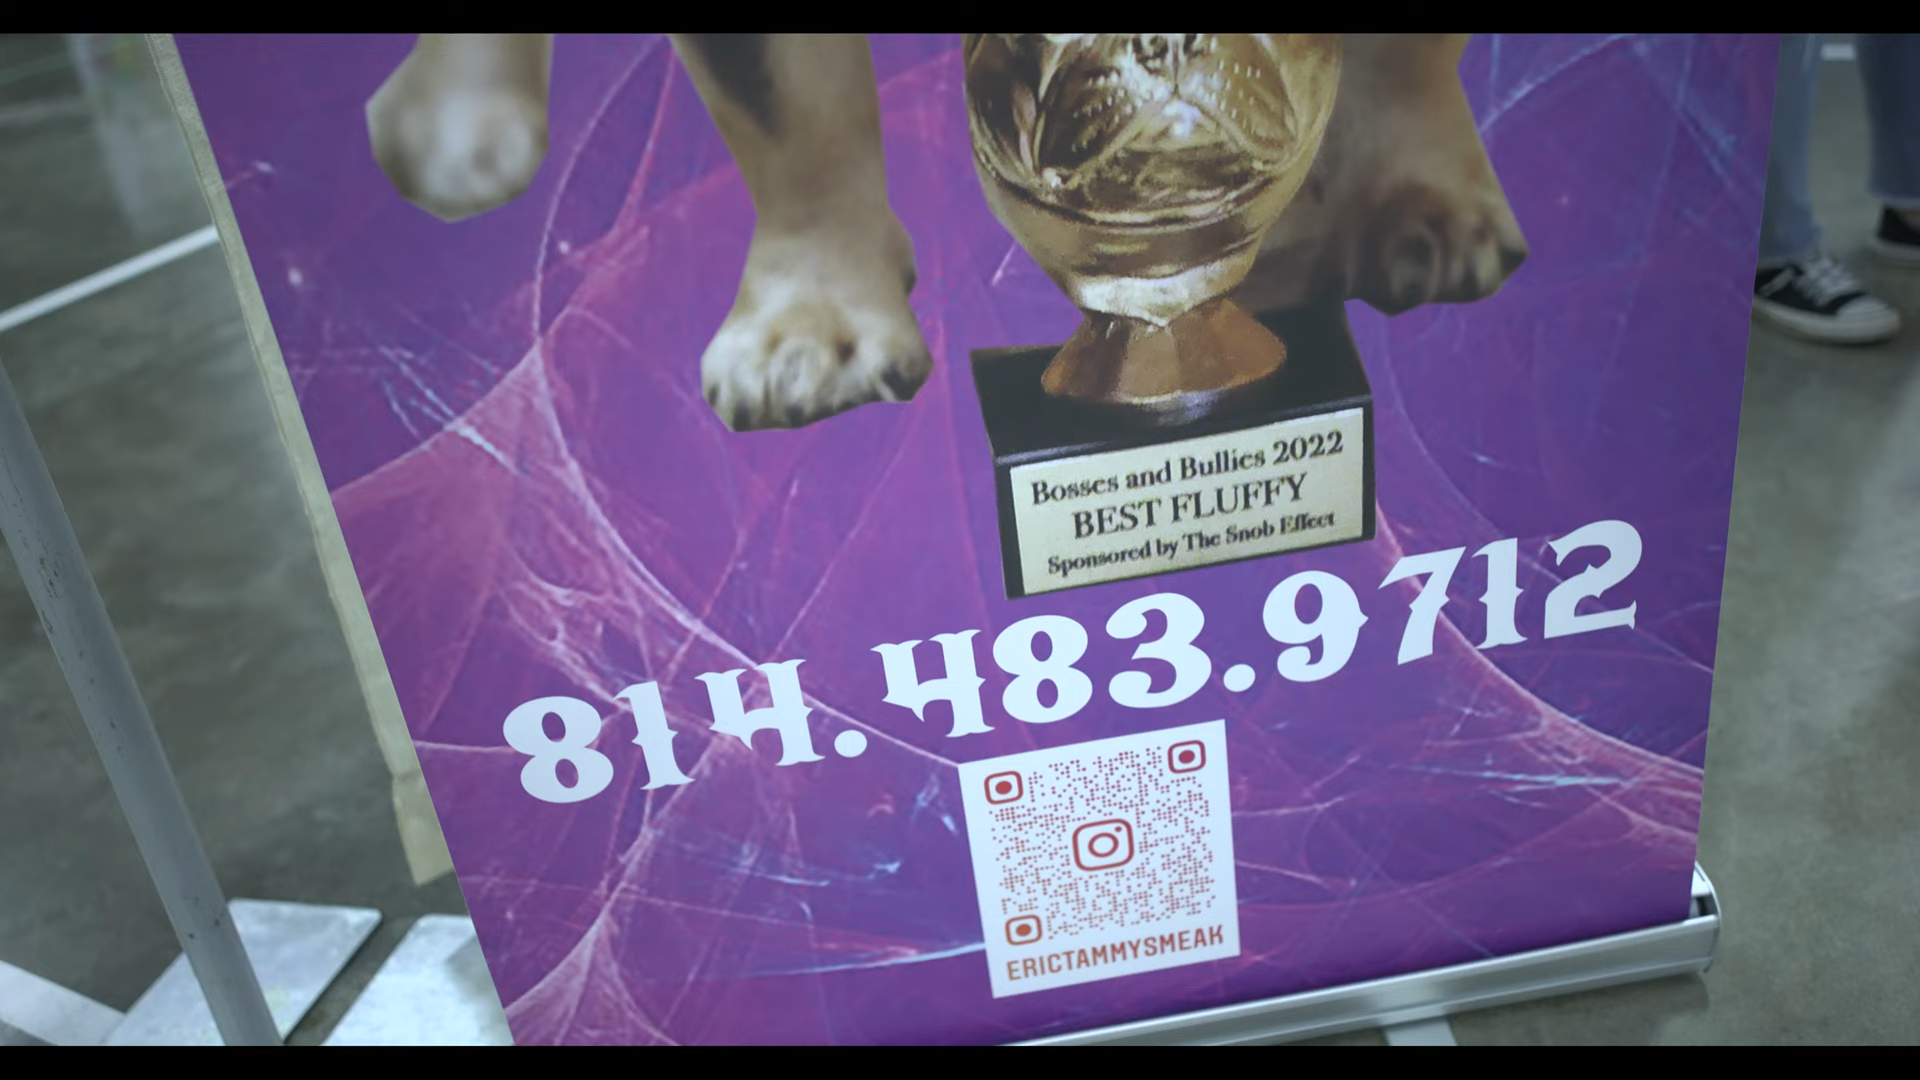 Bosses and Bullies 2022
BEST FLUFFY
Sponsored by The Snob Effect
814.483.9712
ERICTAMMYSMEAK